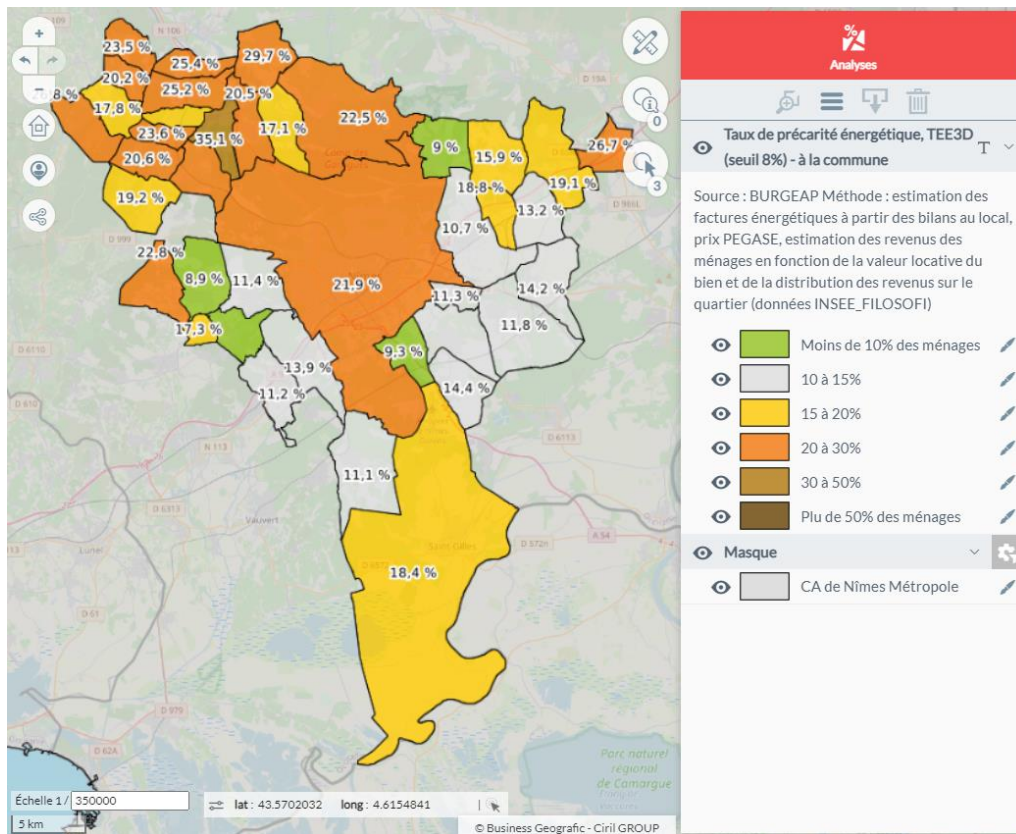 N 106
23,5 %
25,4%
29,7 %
20,2 %
25,2 %
20,5%
17,8 %
22,5 %
17,1 %
23,6 %
35,1%
20,6 %
19,2 %
9 %
15,9 %
26,7%
18,8 %
19,1%
13,2 %
10,7 %
D 19A
D 986L
D 999
22,8 %
8,9 %
11,4 %
21,9 %
11,3 %
14,2 %
11,8 %
17,3 %
9,3 %
13,9%
11,2 %
14,4 %
11,1 %
18,4 %
D 6110
D 610
N 113
D 6313
Vauvert
Lunel
D 61
D 979
D 62A
D 6113
A 54
D 572n
D 6572
Saint-Gilles
Parc naturel
régional
de Camargue
Échelle 1 / 350000
5 km
lat : 43.5702032 long : 4.6154841
© Business Geografic - Ciril GROUP
0
3
Analyses
Taux de précarité énergétique, TEE3D
(seuil 8%) - à la commune
T
Source : BURGEAP Méthode : estimation des
factures énergétiques à partir des bilans au local,
prix PEGASE, estimation des revenus des
ménages en fonction de la valeur locative du
bien et de la distribution des revenus sur le
quartier (données INSEE_FILOSOFI)
Moins de 10% des ménages
10 à 15%
15 à 20%
20 à 30%
30 à 50%
Plu de 50% des ménages
Masque
CA de Nîmes Métropole